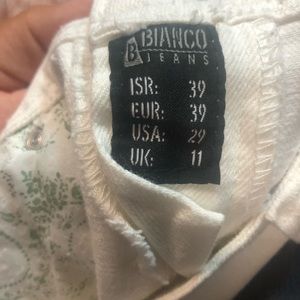 BIANCO
JEANS
ISR: 39
EUR: 39
USA: 29
UK: 11